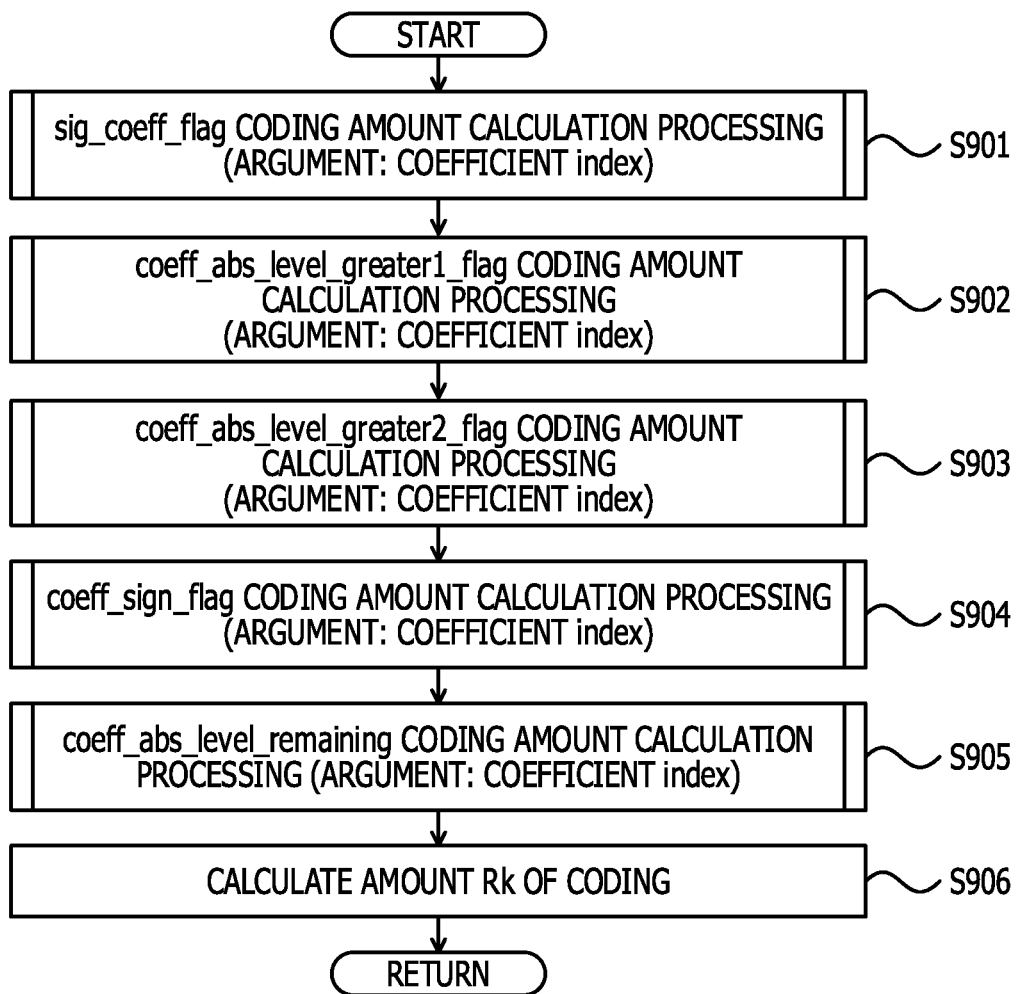 START
sig_coeff_flag CODING AMOUNT CALCULATION PROCESSING
(ARGUMENT: COEFFICIENT index)
S901
coeff_abs_level_greater1_flag CODING AMOUNT
CALCULATION PROCESSING
(ARGUMENT: COEFFICIENT index)
S902
coeff_abs_level_greater2_flag CODING AMOUNT
CALCULATION PROCESSING
(ARGUMENT: COEFFICIENT index)
S903
coeff_sign_flag CODING AMOUNT CALCULATION PROCESSING
(ARGUMENT: COEFFICIENT index)
S904
coeff_abs_level_remaining CODING AMOUNT CALCULATION
PROCESSING (ARGUMENT: COEFFICIENT index)
S905
CALCULATE AMOUNT Rk OF CODING
S906
RETURN